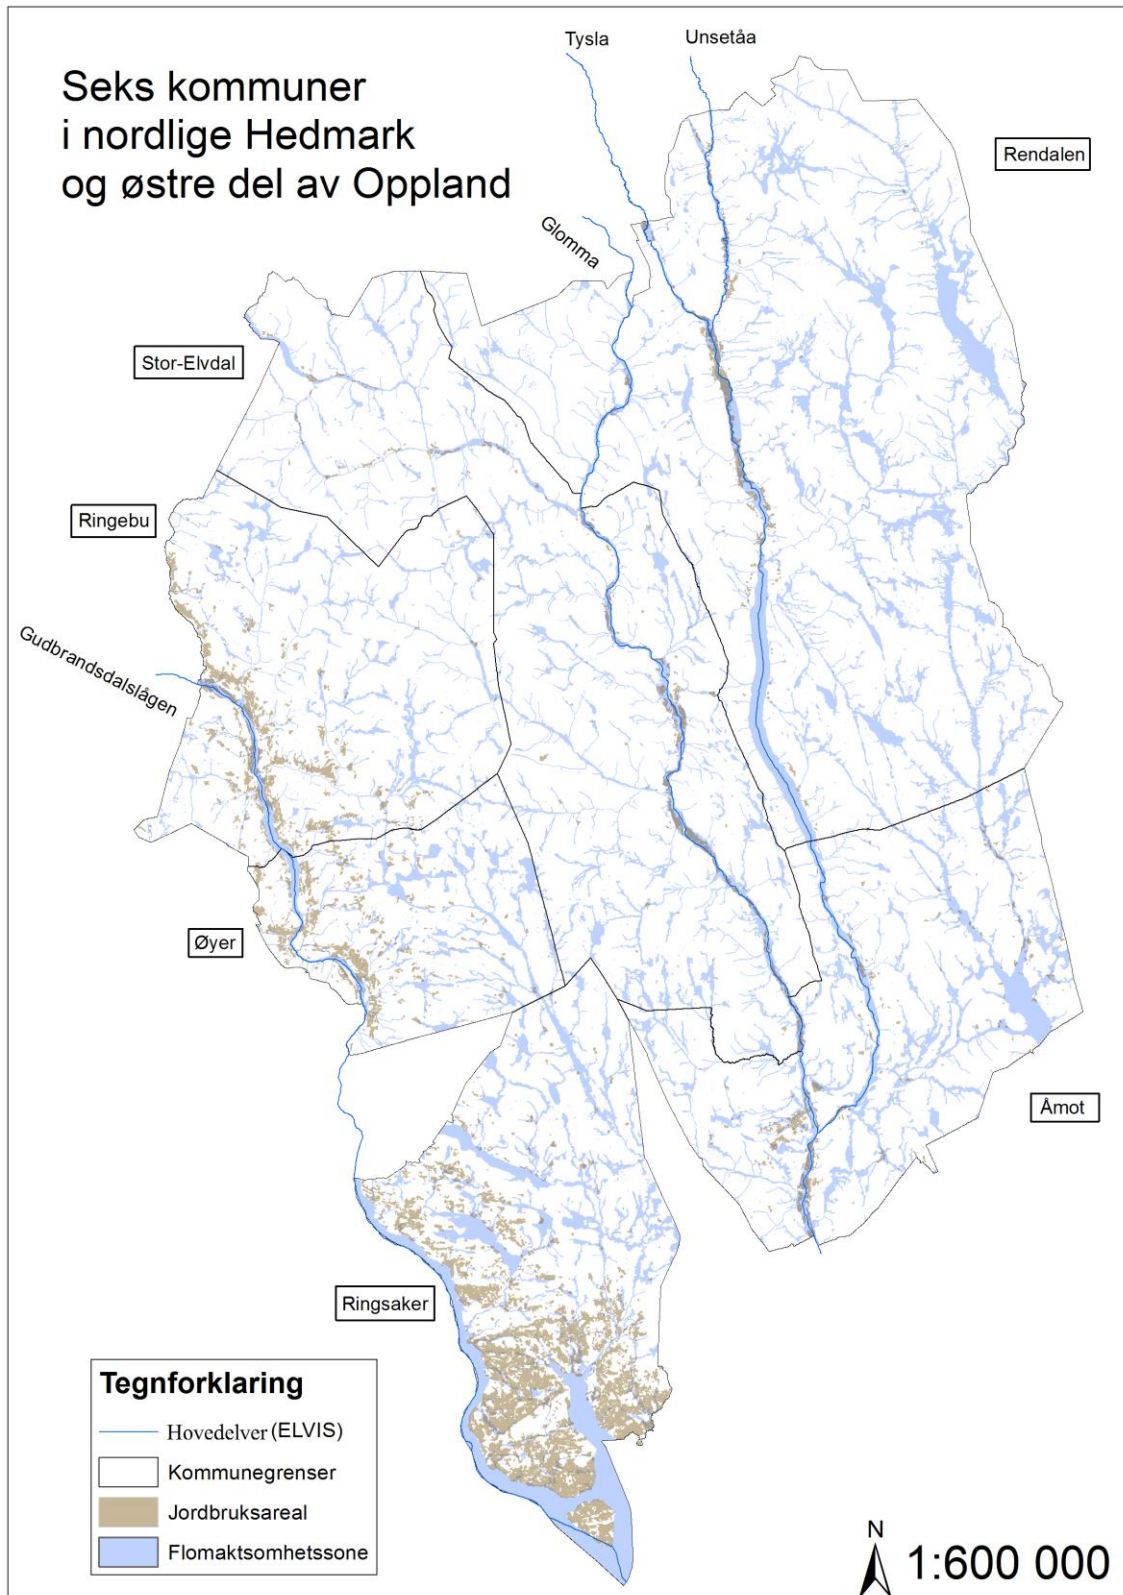 Seks kommuner
i nordlige Hedmark
og østre del av Oppland
Tysla
Unsetåa
Rendalen
Glomma
Stor-Elvdal
Ringebu
Gudbrandsdalslågen
Øyer
Åmot
Ringsaker
Tegnforklaring
Hovedelver (ELVIS)
Kommunegrenser
Jordbruksareal
Flomaktsomhetssone
N
1:600 000